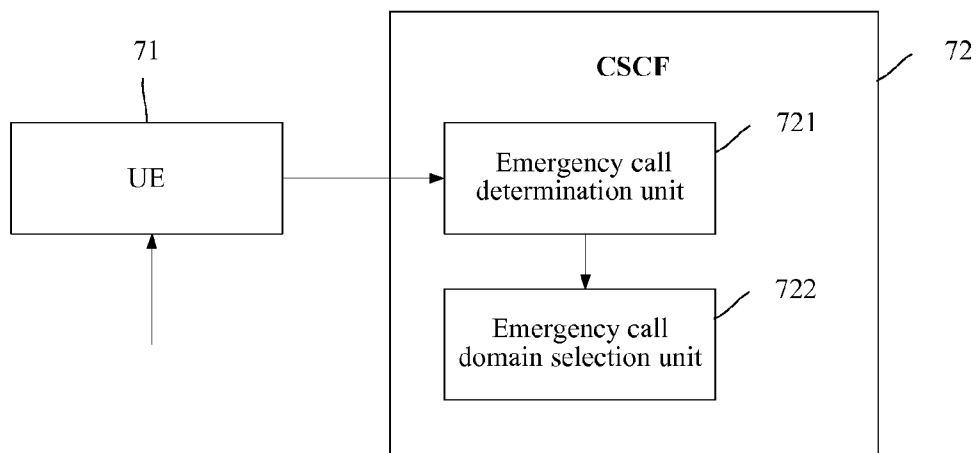 71
72
CSCF
721
UE
Emergency call
determination unit
722
Emergency call
domain selection unit